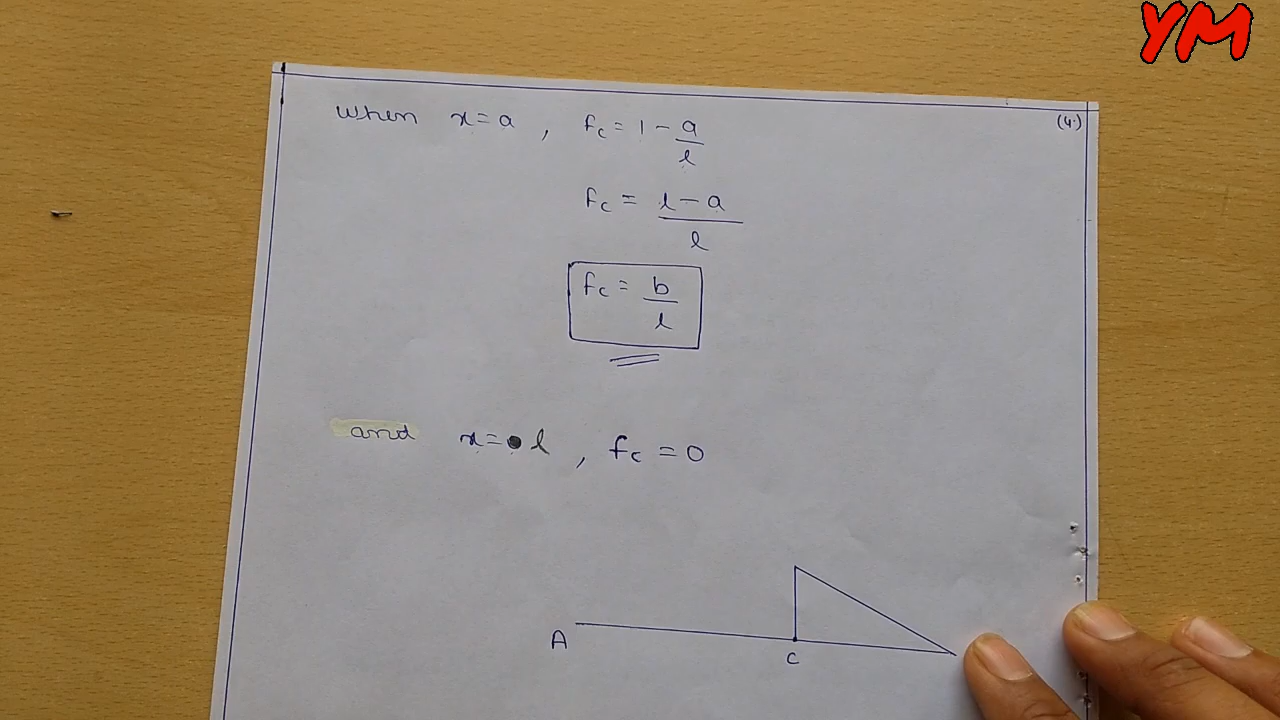 YM
(4.)
When x = a , fc = 1 - a/l
fc = l - a/l
fc = b/l
and x = l , fc = 0
A
C